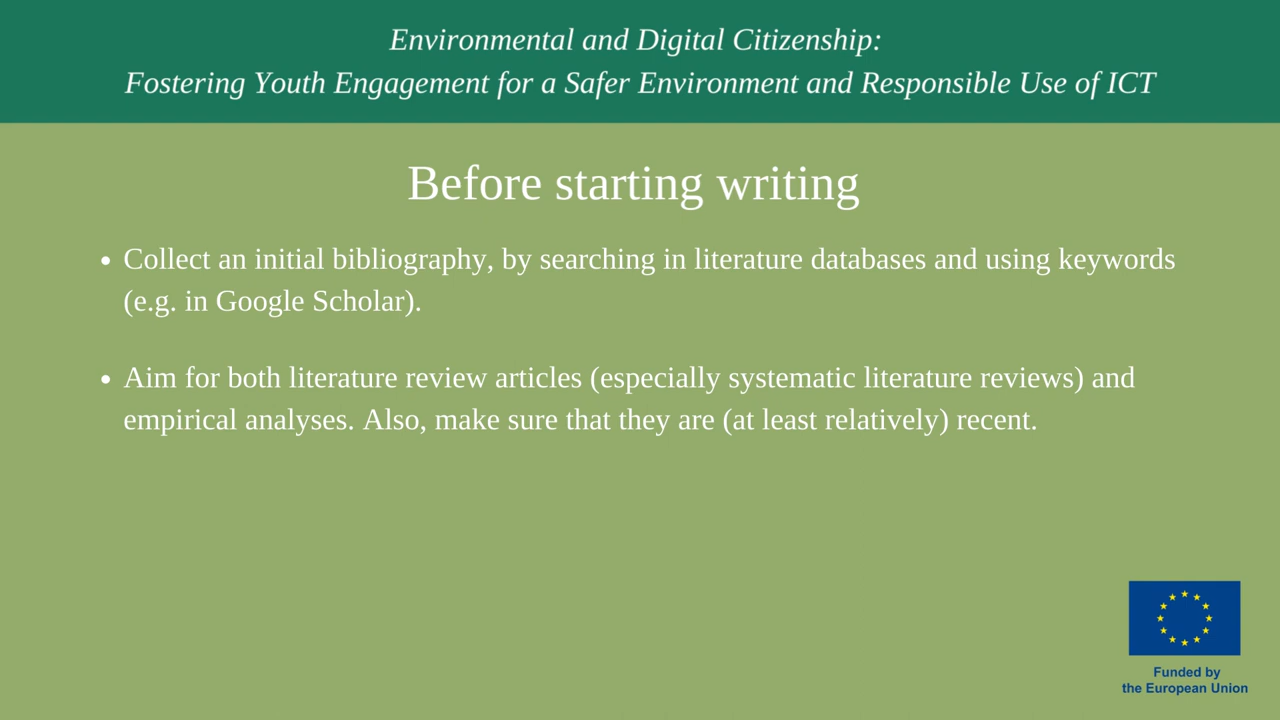 Environmental and Digital Citizenship:
Fostering Youth Engagement for a Safer Environment and Responsible Use of ICT
Before starting writing
• Collect an initial bibliography, by searching in literature databases and using keywords
(e.g. in Google Scholar).
• Aim for both literature review articles (especially systematic literature reviews) and
empirical analyses. Also, make sure that they are (at least relatively) recent.
Funded by
the European Union